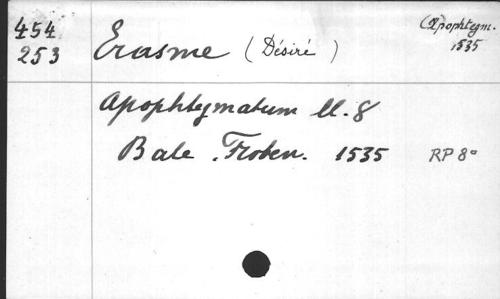 454
253
Erasme (Désiré)
(Apophtegm.
1535
Apophtegmatum ll. 8
Bale. Froben. 1535
RP 8°